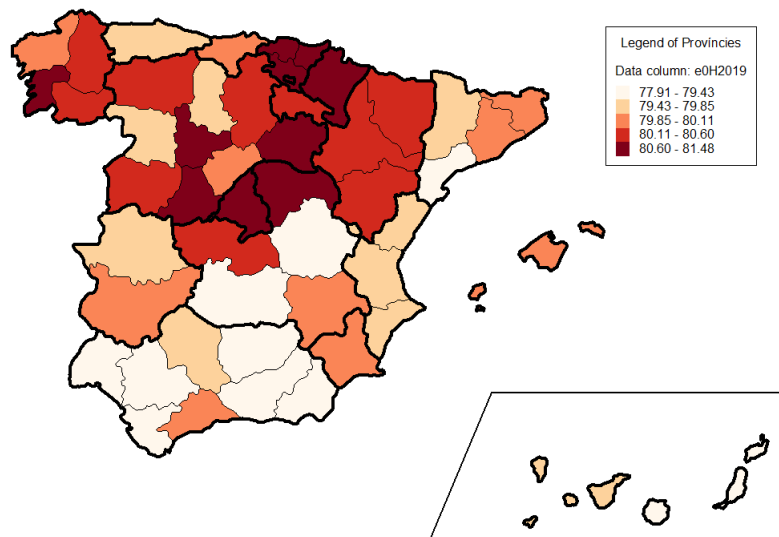 Legend of Províncies
Data column: e0H2019
77.91 - 79.43
79.43 - 79.85
79.85 - 80.11
80.11 - 80.60
80.60 - 81.48